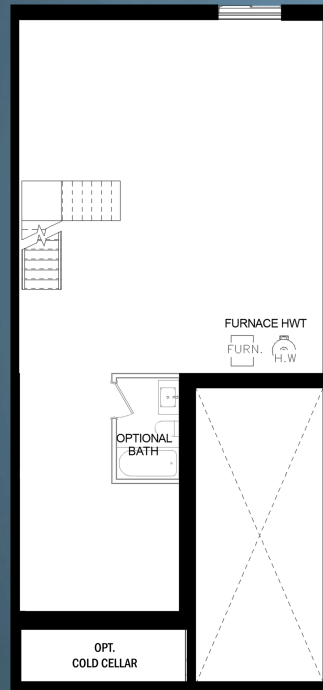 FURNACE HWT
FURN.
H.W
OPTIONAL
BATH
OPT.
COLD CELLAR